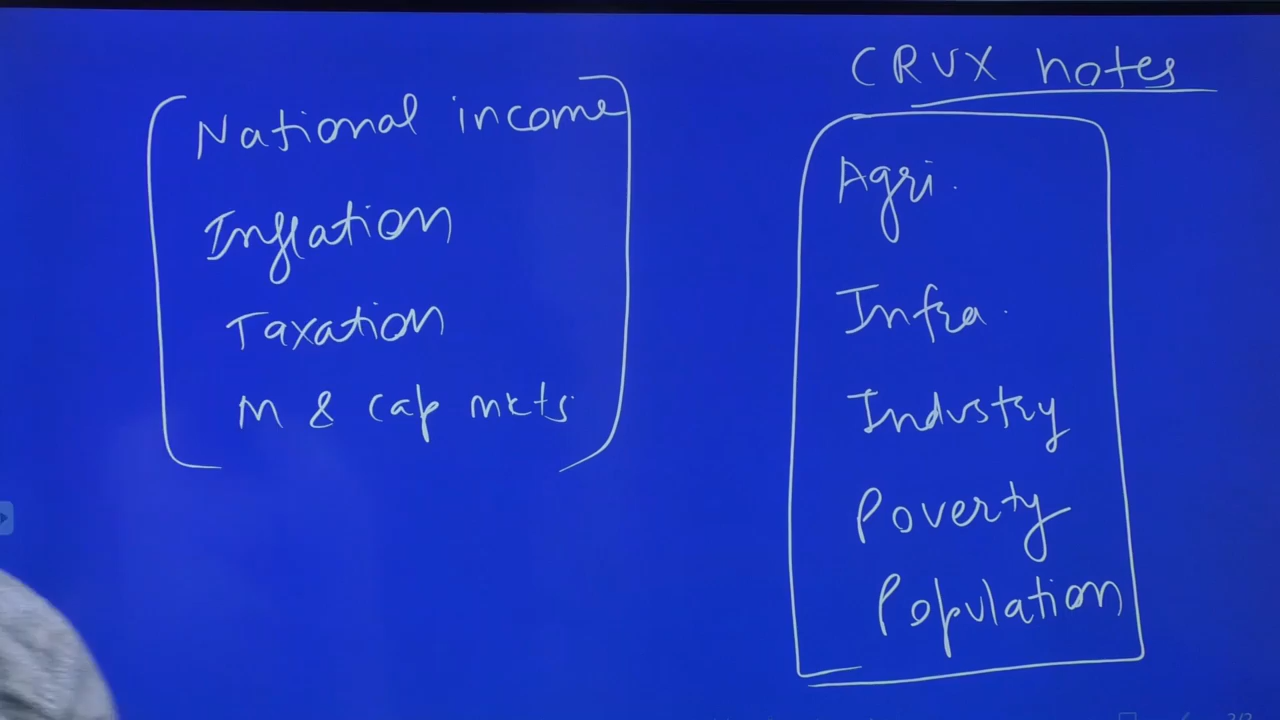 National income
Inflation
Taxation
M & cap mkts
CRUX notes
Agri.
Infra.
Industry
Poverty
Population